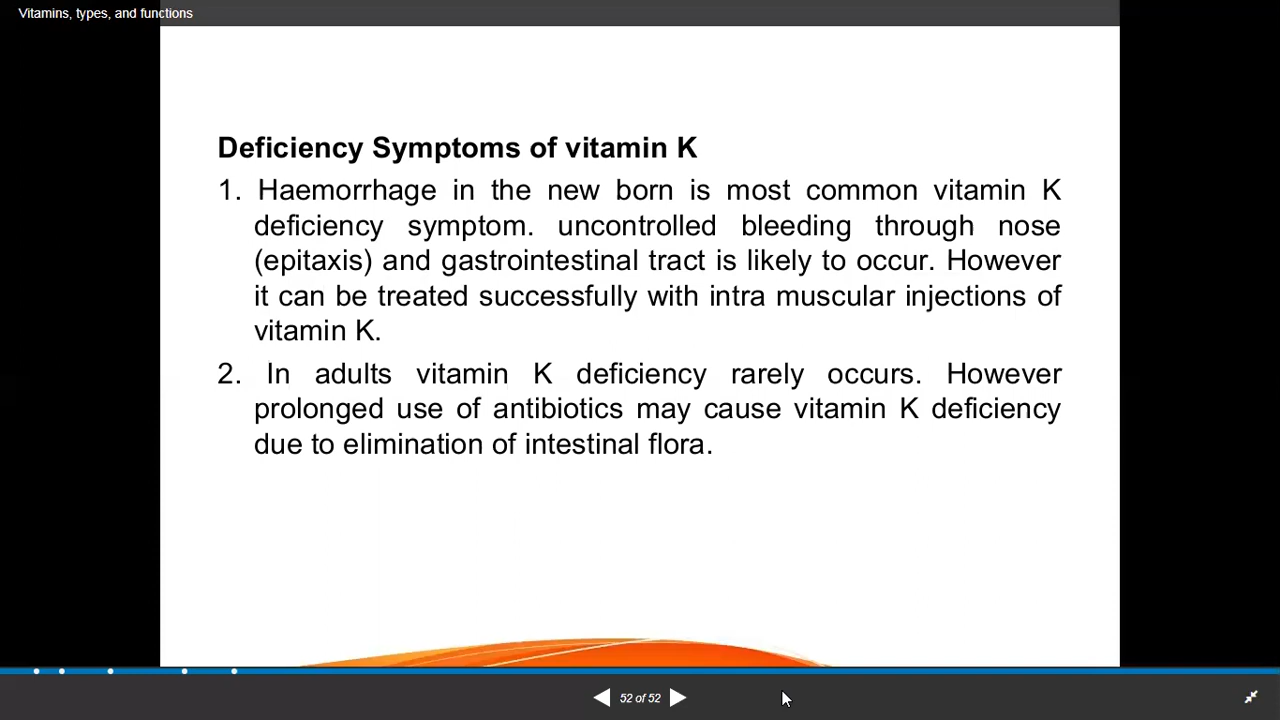 Vitamins, types, and functions
Deficiency Symptoms of vitamin K
1. Haemorrhage in the new born is most common vitamin K
deficiency symptom. uncontrolled bleeding through nose
(epitaxis) and gastrointestinal tract is likely to occur. However
it can be treated successfully with intra muscular injections of
vitamin K.
2. In adults vitamin K deficiency rarely occurs. However
prolonged use of antibiotics may cause vitamin K deficiency
due to elimination of intestinal flora.
52 of 52